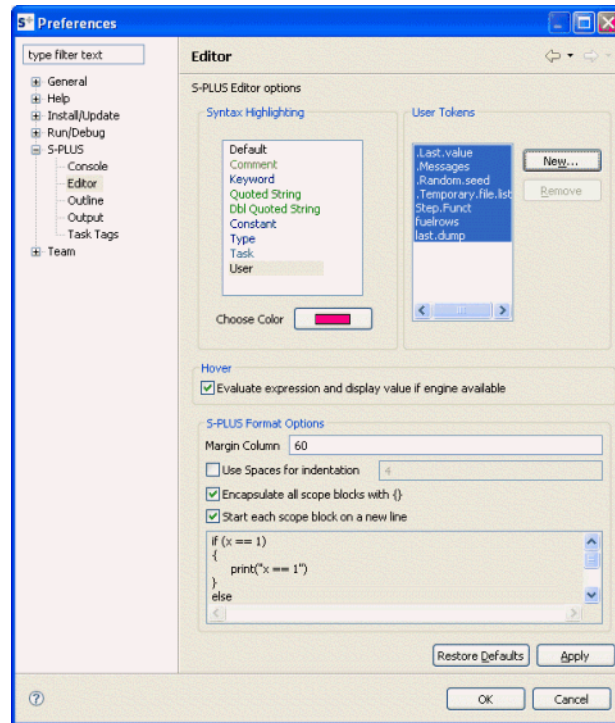 S+ Preferences
type filter text
General
Help
Install/Update
Run/Debug
S-PLUS
Console
Editor
Outline
Output
Task Tags
Team
Editor
S-PLUS Editor options
Syntax Highlighting
Default
Comment
Keyword
Quoted String
Dbl Quoted String
Constant
Type
Task
User
Choose Color
User Tokens
.Last.value
.Messages
.Random.seed
.Temporary.file.list
Step.Funct
fuelrows
last.dump
New...
Remove
Hover
Evaluate expression and display value if engine available
S-PLUS Format Options
Margin Column 60
Use Spaces for indentation 4
Encapsulate all scope blocks with {}
Start each scope block on a new line
if (x == 1)
{
print("x == 1")
}
else
Restore Defaults Apply
? OK Cancel